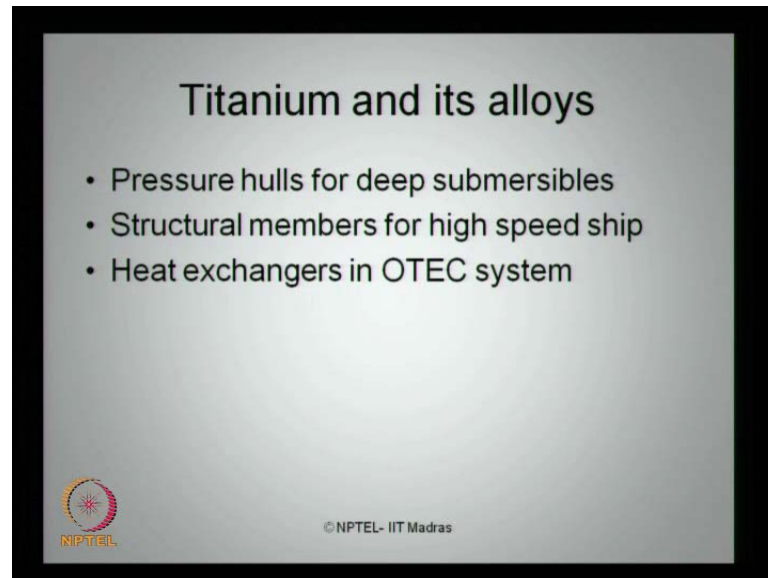 Titanium and its alloys
• Pressure hulls for deep submersibles
• Structural members for high speed ship
• Heat exchangers in OTEC system
NPTEL
© NPTEL- IIT Madras